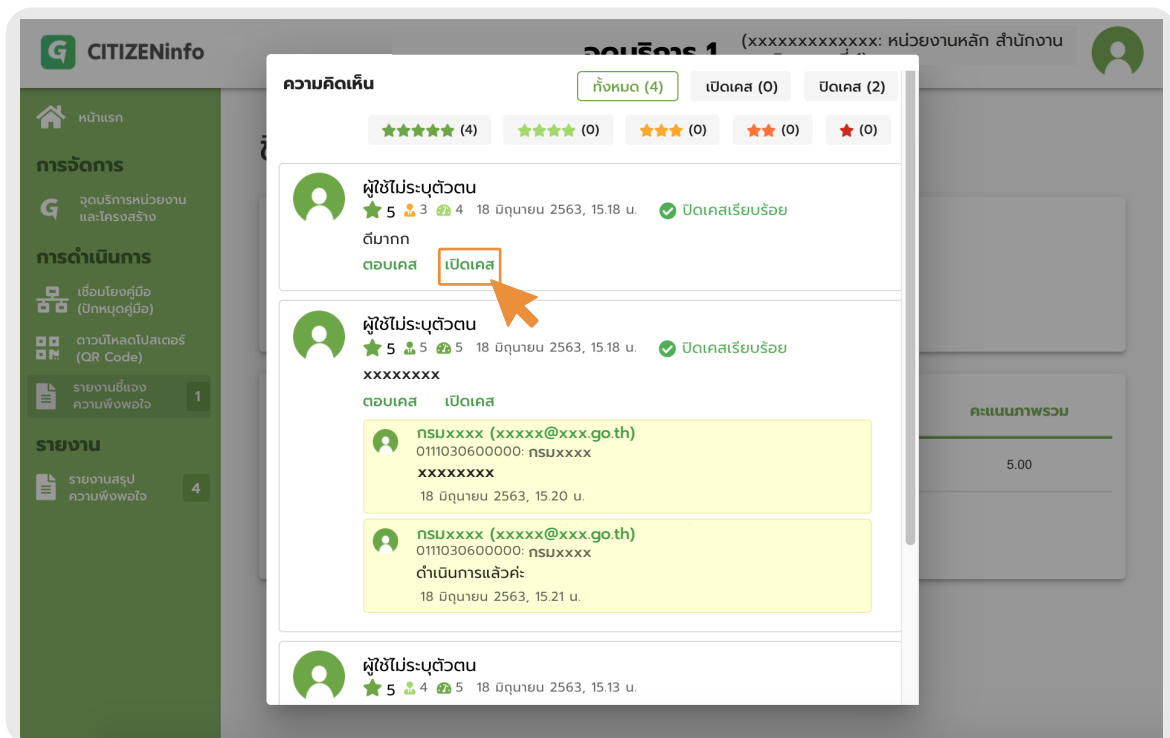 CITIZENinfo
จุดบริการ 1
(xxxxxxxxxxxxx: หน่วยงานหลัก สำนักงาน
หน้าแรก
การจัดการ
จุดบริการหน่วยงาน
และโครงสร้าง
การดำเนินการ
เชื่อมโยงคู่มือ
(ปักหมุดคู่มือ)
ดาวน์โหลดโปสเตอร์
(QR Code)
รายงานชี้แจง
ความพึงพอใจ
1
รายงาน
รายงานสรุป
ความพึงพอใจ
4
ความคิดเห็น
ทั้งหมด (4)
เปิดเคส (0)
ปิดเคส (2)
(4)
(0)
(0)
(0)
(0)
ผู้ใช้ไม่ระบุตัวตน
5 3 4 18 มิถุนายน 2563, 15.18 น. ปิดเคสเรียบร้อย
ดีมากก
ตอบเคส เปิดเคส
ผู้ใช้ไม่ระบุตัวตน
5 5 5 18 มิถุนายน 2563, 15.18 น. ปิดเคสเรียบร้อย
xxxxxxxx
ตอบเคส เปิดเคส
กรมxxxx (xxxxx@xxx.go.th)
0111030600000: กรมxxxx
xxxxxxxx
18 มิถุนายน 2563, 15.20 น.
กรมxxxx (xxxxx@xxx.go.th)
0111030600000: กรมxxxx
ดำเนินการแล้วค่ะ
18 มิถุนายน 2563, 15.21 น.
ผู้ใช้ไม่ระบุตัวตน
5 4 5 18 มิถุนายน 2563, 15.13 น.
คะแนนภาพรวม
5.00